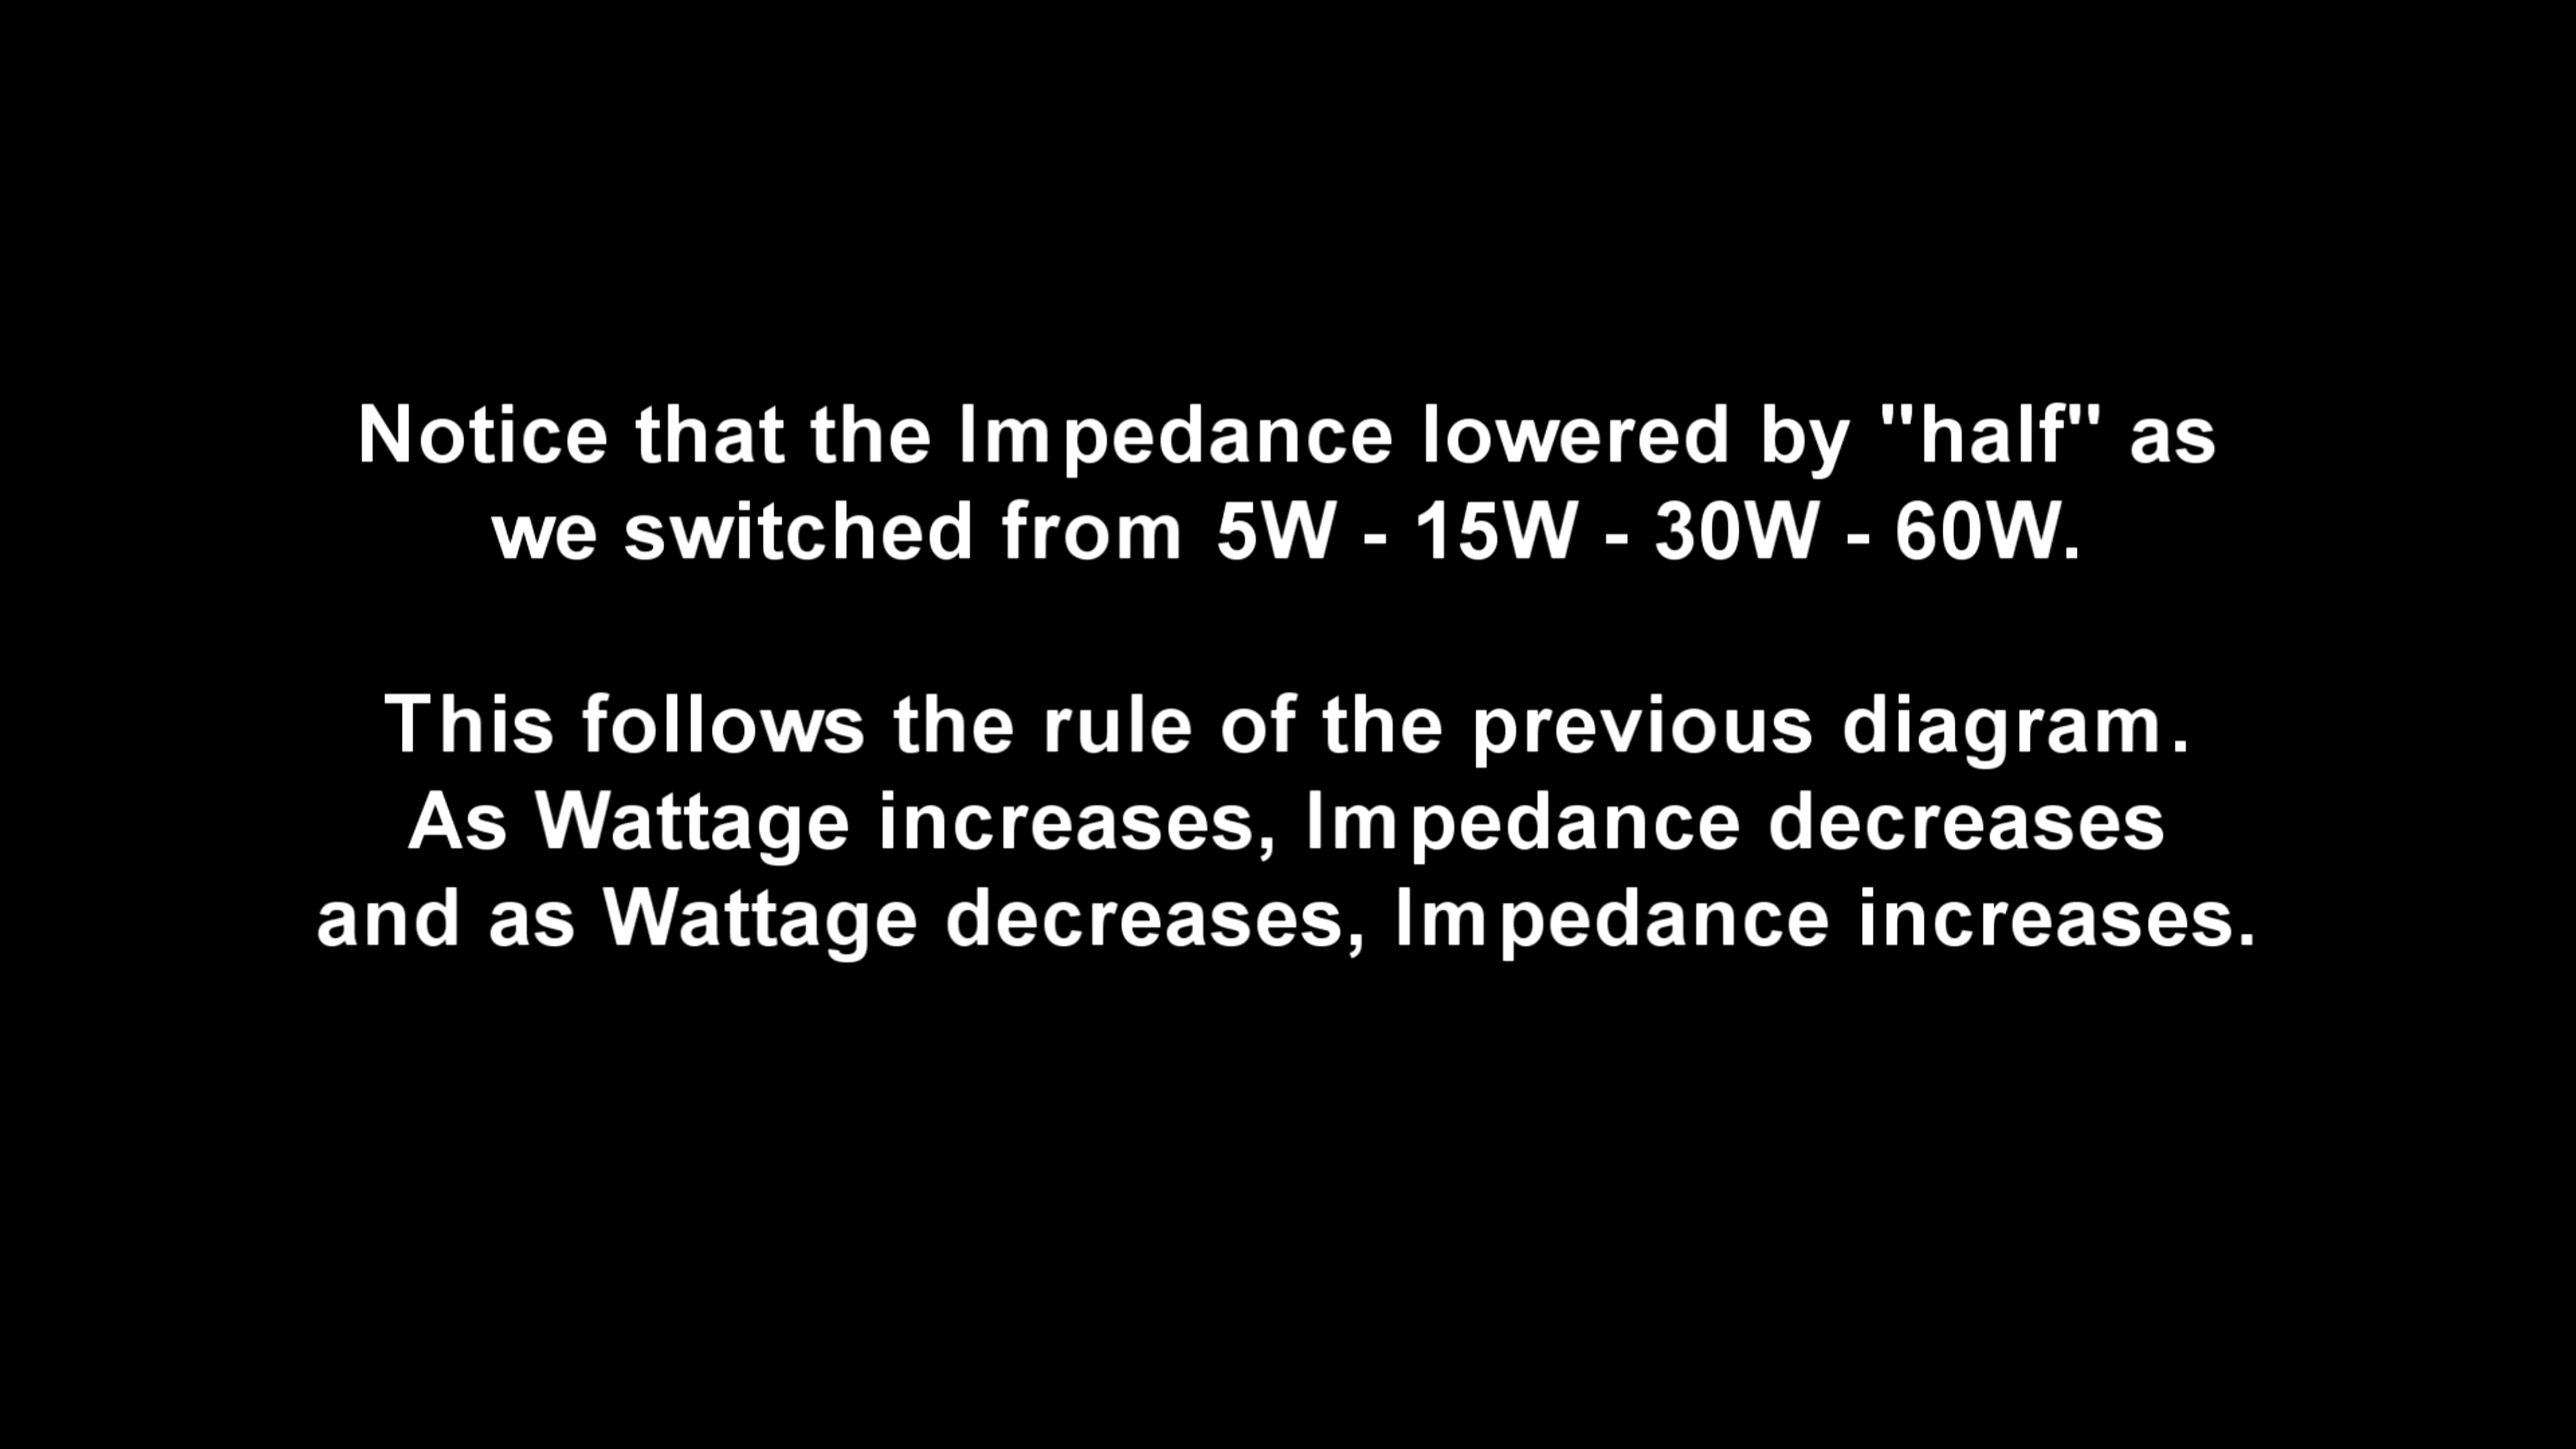 Notice that the Impedance lowered by "half" as
we switched from 5W - 15W - 30W - 60W.
This follows the rule of the previous diagram.
As Wattage increases, Impedance decreases
and as Wattage decreases, Impedance increases.